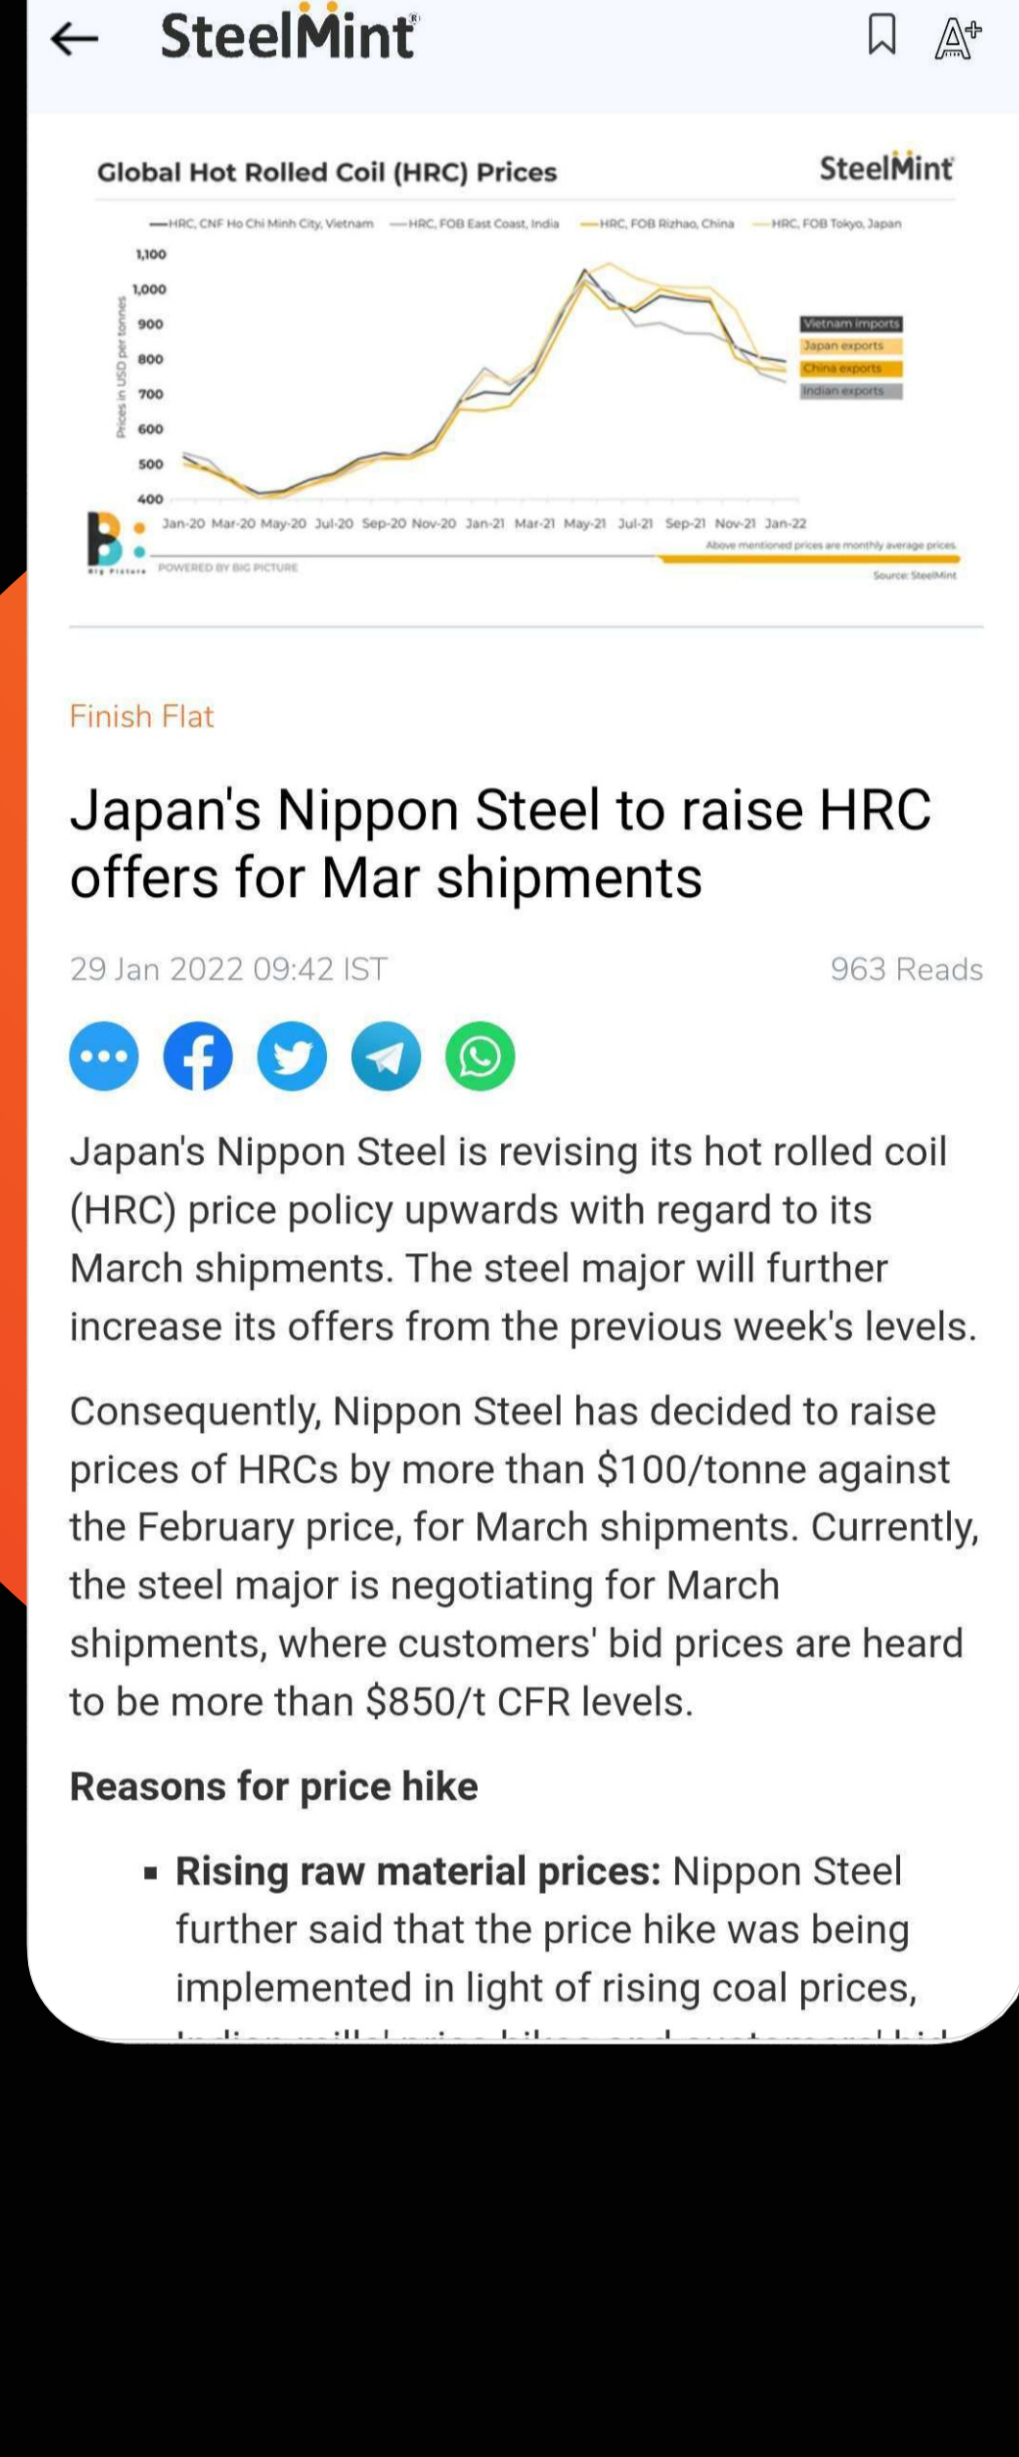 SteelMint®
A+
Global Hot Rolled Coil (HRC) Prices
SteelMint
HRC, CNF Ho Chi Minh City, Vietnam HRC, FOB East Coast, India HRC, FOB Rizhao, China HRC, FOB Tokyo, Japan
Prices in USD per tonnes
1,100
1,000
900
800
700
600
500
400
Vietnam imports
Japan exports
China exports
Indian exports
Jan-20 Mar-20 May-20 Jul-20 Sep-20 Nov-20 Jan-21 Mar-21 May-21 Jul-21 Sep-21 Nov-21 Jan-22
Above mentioned prices are monthly average prices.
B:
Big Picture
POWERED BY BIG PICTURE
Source: SteelMint
Finish Flat
Japan's Nippon Steel to raise HRC
offers for Mar shipments
29 Jan 2022 09:42 IST
963 Reads
Japan's Nippon Steel is revising its hot rolled coil
(HRC) price policy upwards with regard to its
March shipments. The steel major will further
increase its offers from the previous week's levels.
Consequently, Nippon Steel has decided to raise
prices of HRCs by more than $100/tonne against
the February price, for March shipments. Currently,
the steel major is negotiating for March
shipments, where customers' bid prices are heard
to be more than $850/t CFR levels.
Reasons for price hike
▪ Rising raw material prices: Nippon Steel
further said that the price hike was being
implemented in light of rising coal prices,